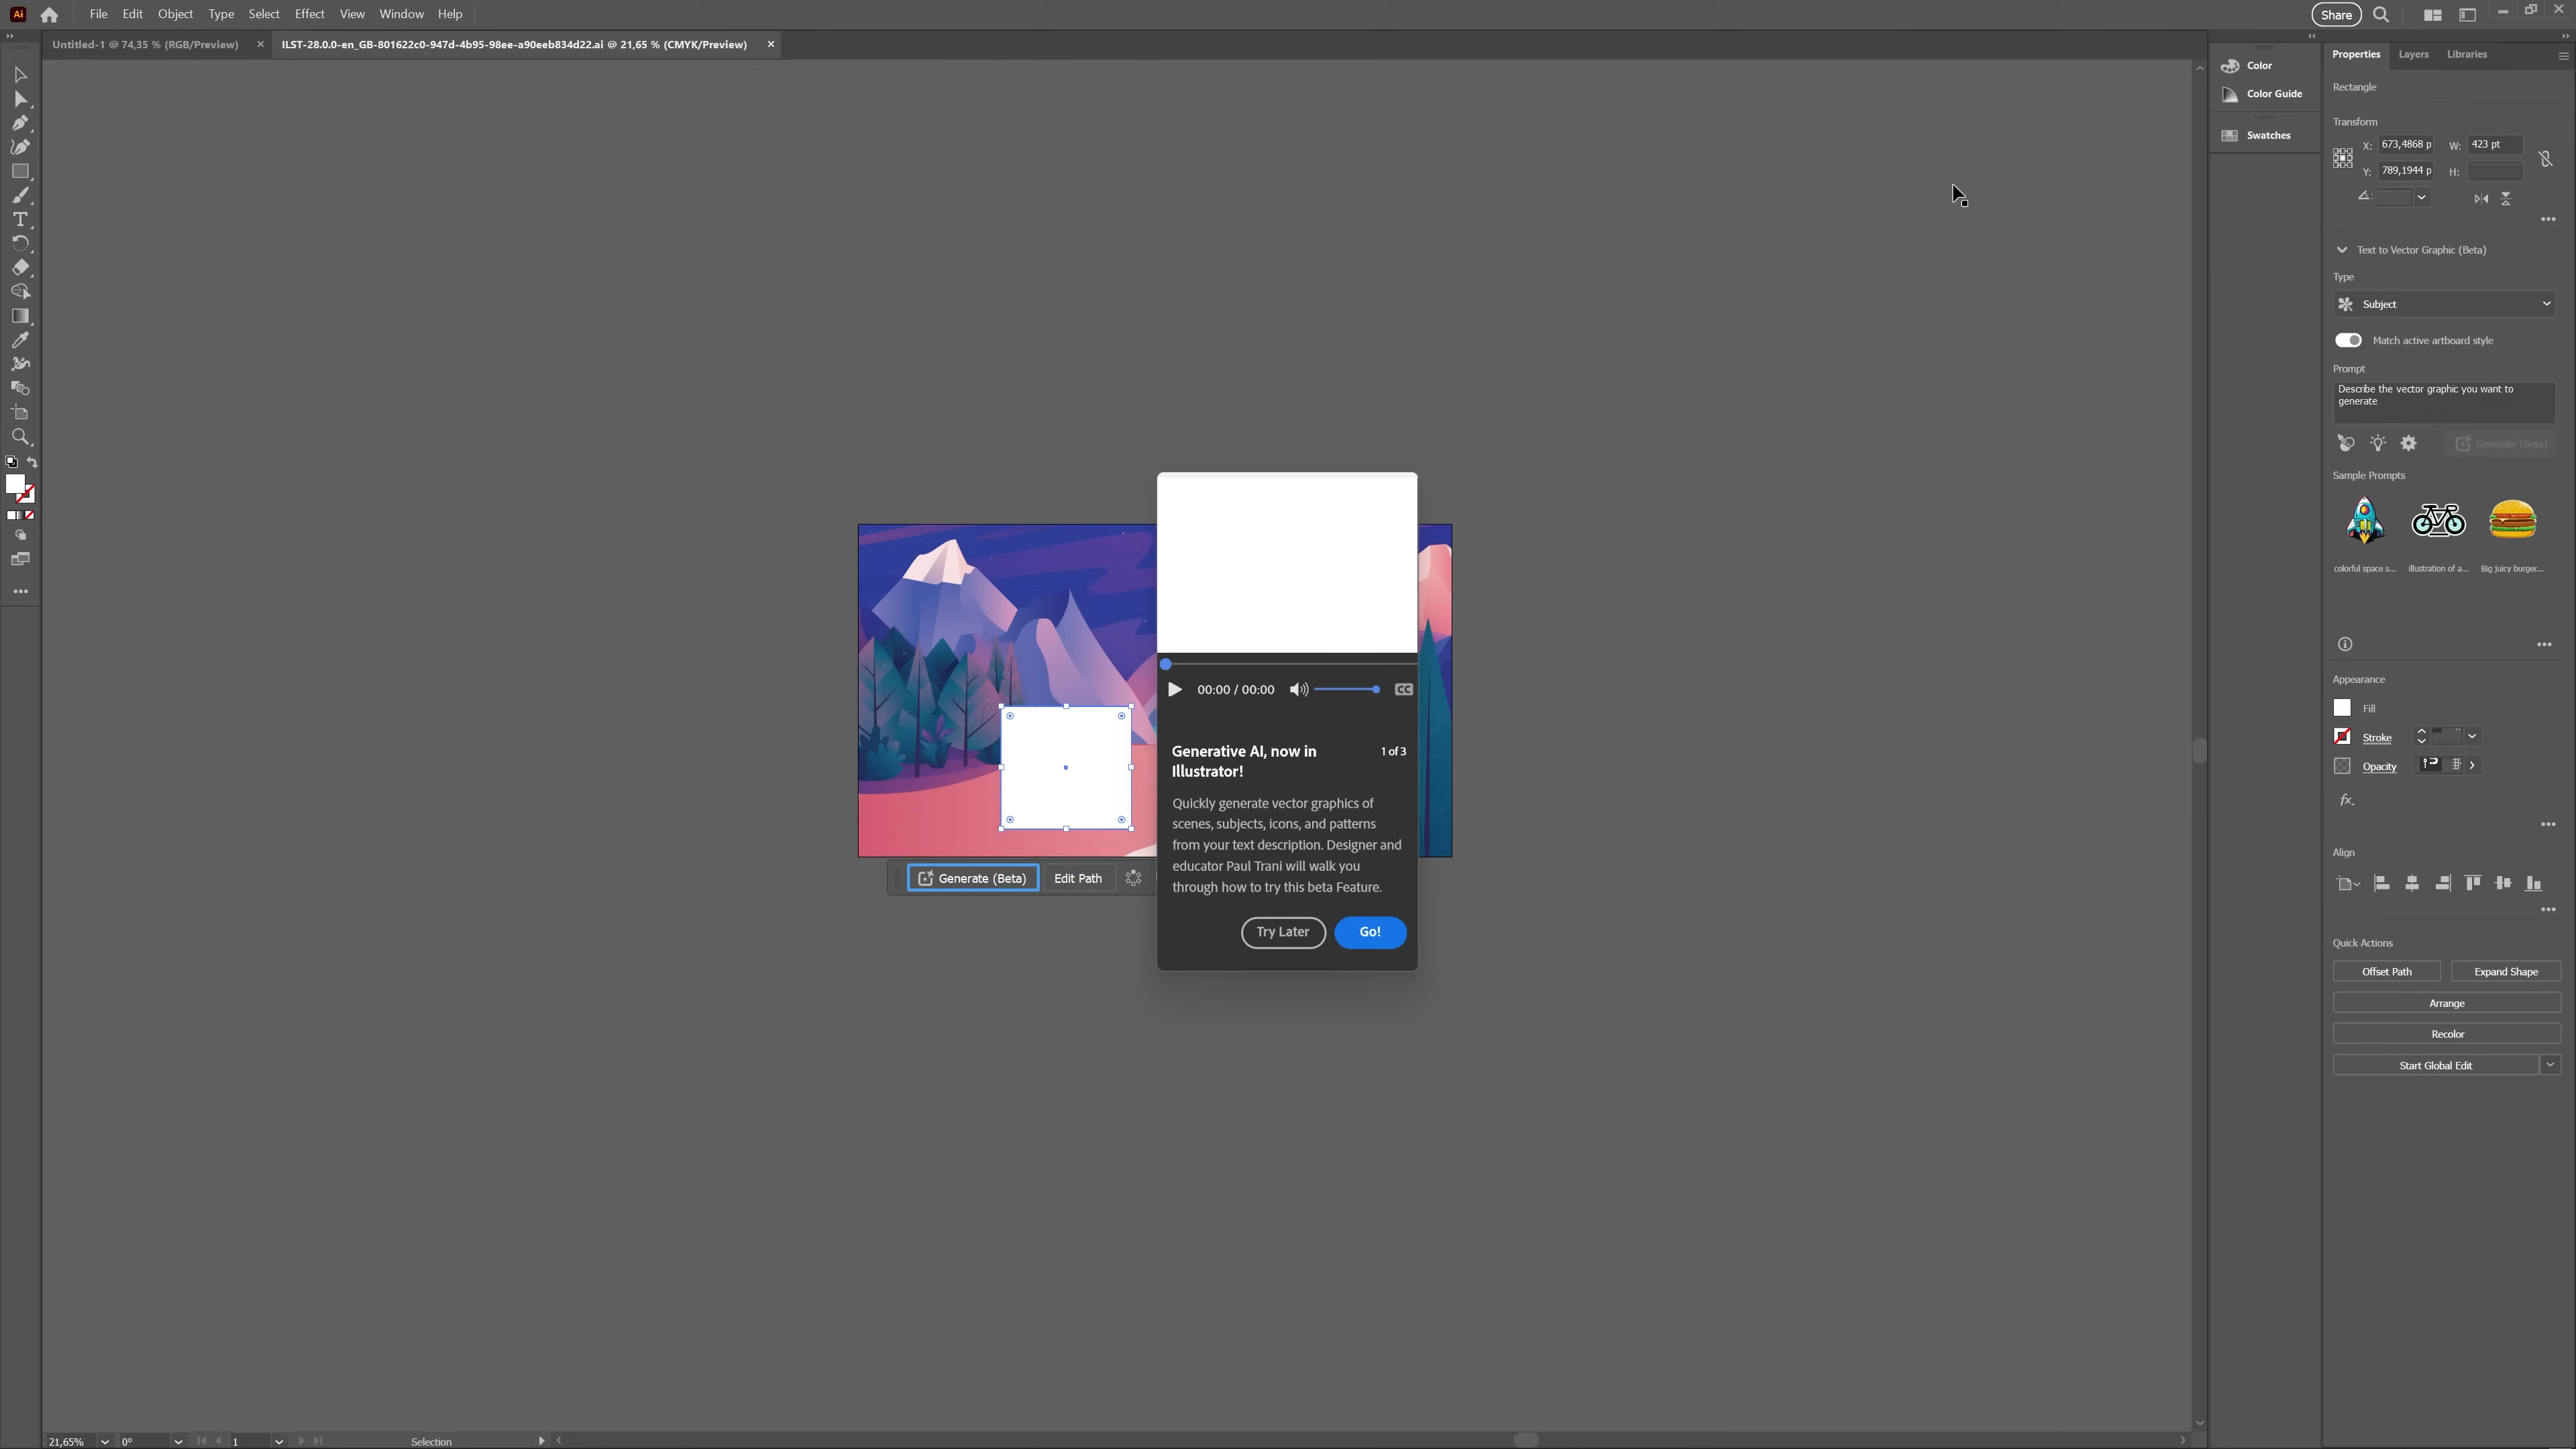 Ai
File Edit Object Type Select Effect View Window Help
Share
Untitled-1 @ 74,35 % (RGB/Preview)
ILST-28.0.0-en_GB-801622c0-947d-4b95-98ee-a90eeb834d22.ai @ 21,65 % (CMYK/Preview)
Color
Color Guide
Swatches
Properties Layers Libraries
Rectangle
Transform
X: 673,4868 p W: 423 pt
Y: 789,1944 p H:
Text to Vector Graphic (Beta)
Type
Subject
Match active artboard style
Prompt
Describe the vector graphic you want to
generate
Generate (Beta)
Sample Prompts
colorful space s... illustration of a... Big juicy burger...
Appearance
Fill
Stroke
Opacity
fx.
Align
Quick Actions
Offset Path Expand Shape
Arrange
Recolor
Start Global Edit
00:00 / 00:00 CC
Generative AI, now in
Illustrator!
1 of 3
Quickly generate vector graphics of
scenes, subjects, icons, and patterns
from your text description. Designer and
educator Paul Trani will walk you
through how to try this beta Feature.
Try Later Go!
Generate (Beta) Edit Path
21,65% 0° 1 Selection